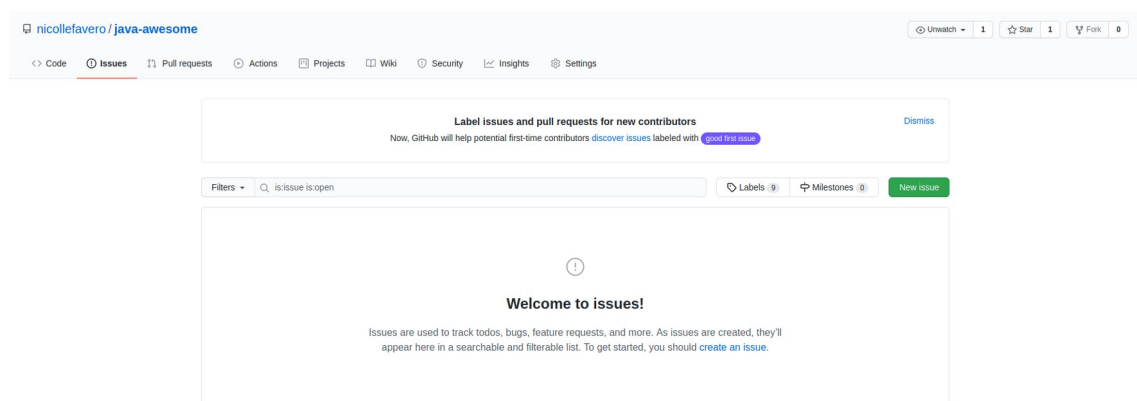 nicollefavero / java-awesome
Unwatch 1 Star 1 Fork 0
Code Issues Pull requests Actions Projects Wiki Security Insights Settings
Label issues and pull requests for new contributors
Dismiss
Now, GitHub will help potential first-time contributors discover issues labeled with good first issue
Filters is:issue is:open Labels 9 Milestones 0 New issue
Welcome to issues!
Issues are used to track todos, bugs, feature requests, and more. As issues are created, they'll
appear here in a searchable and filterable list. To get started, you should create an issue.